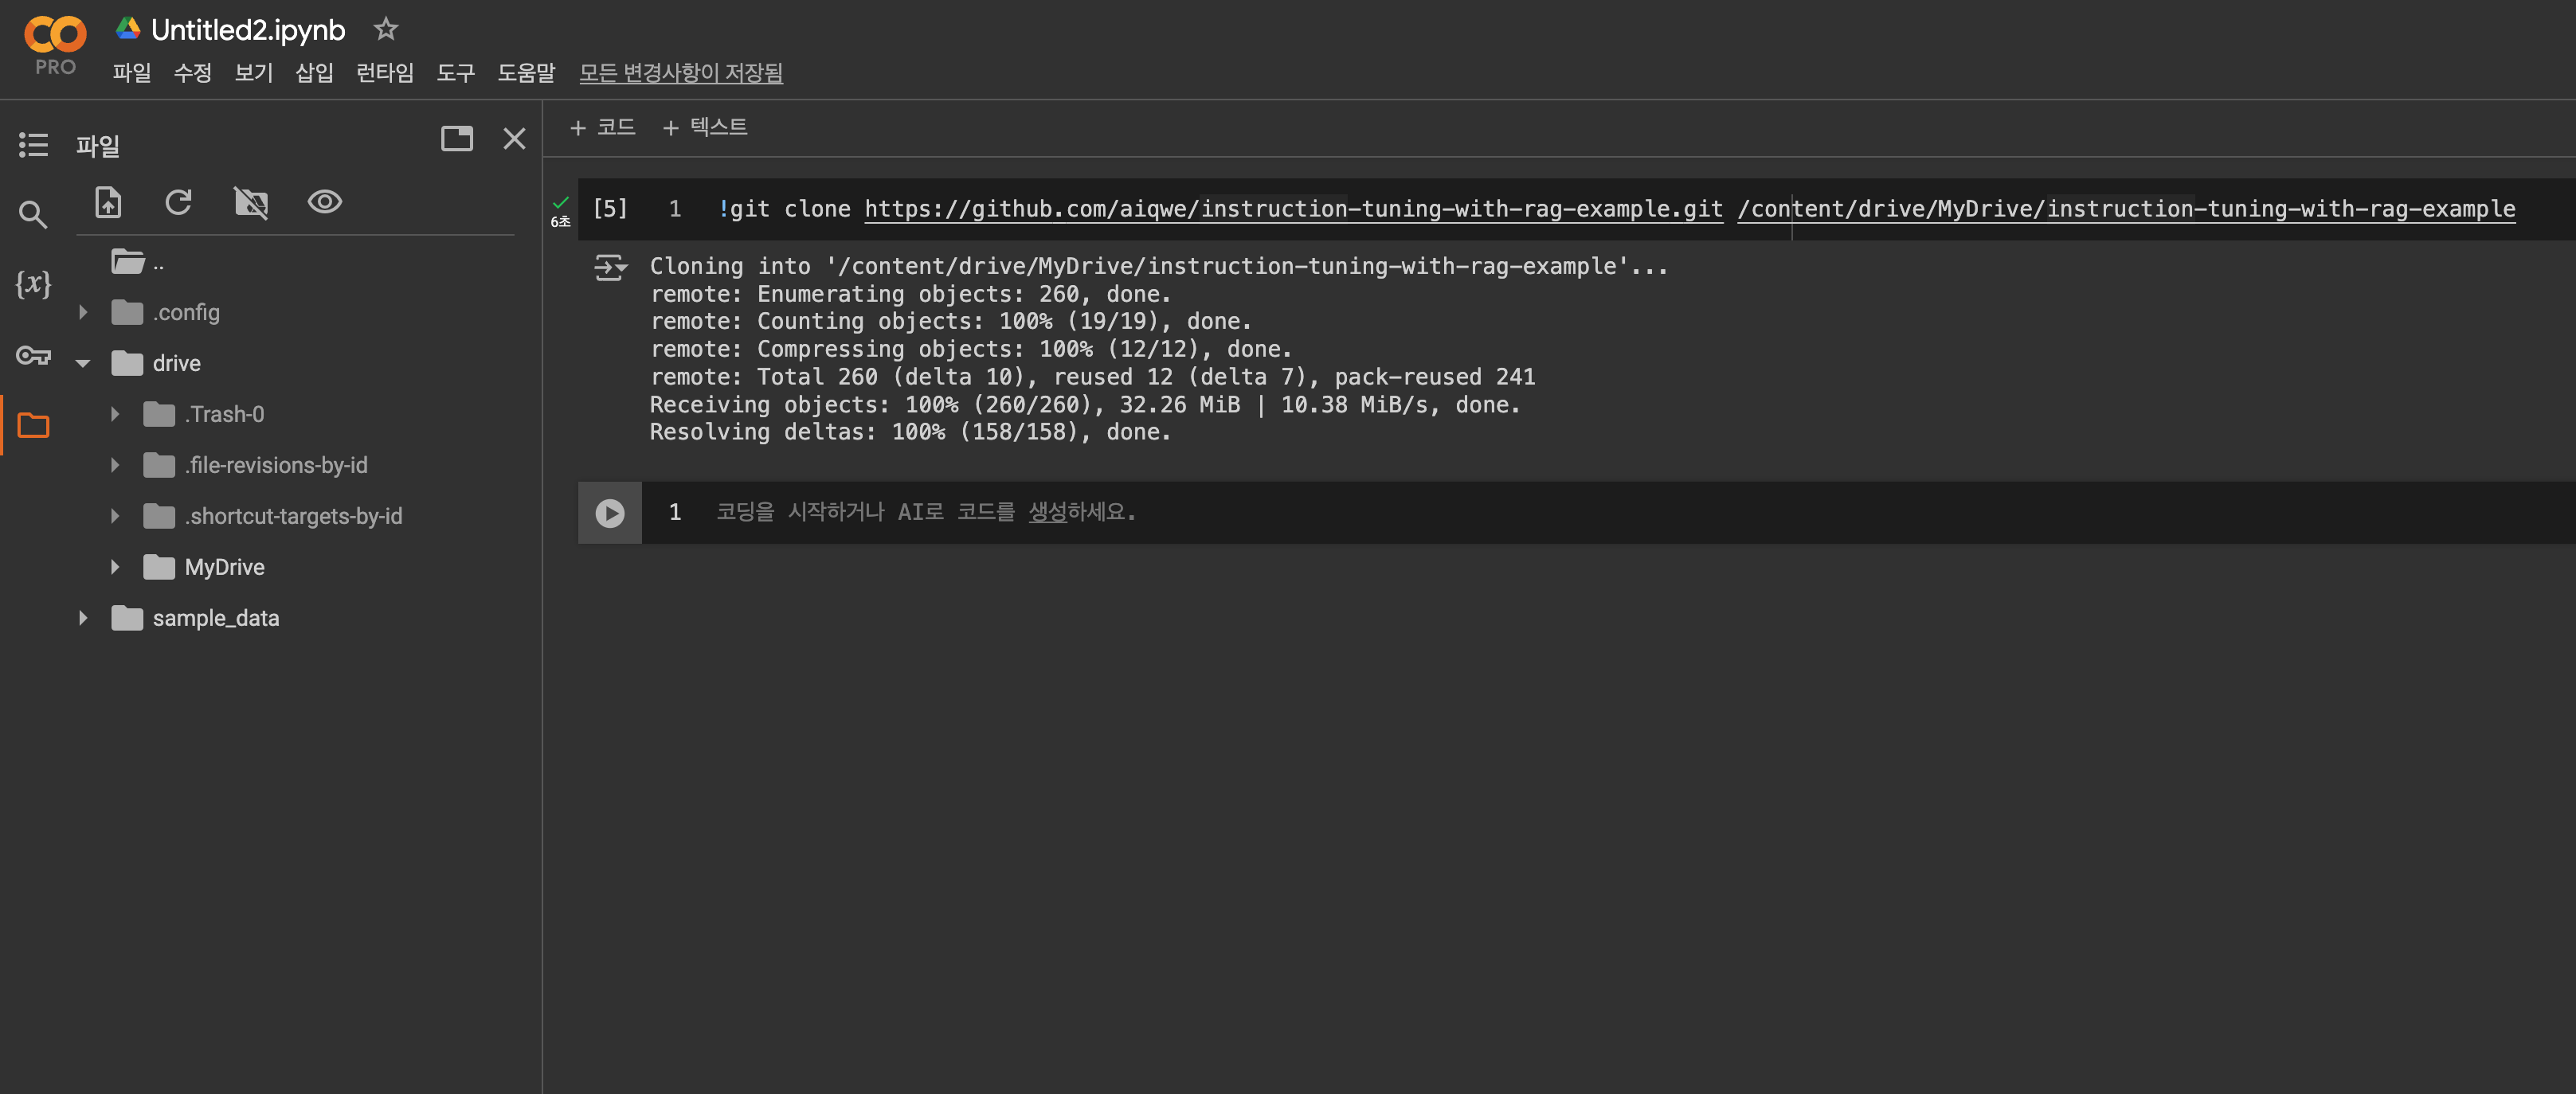 Untitled2.ipynb
PRO
파일 수정 보기 삽입 런타임 도구 도움말 모든 변경사항이 저장됨
파일
+ 코드 + 텍스트
{x}
..
.config
drive
.Trash-0
.file-revisions-by-id
.shortcut-targets-by-id
MyDrive
sample_data
6초
[5] 1 !git clone https://github.com/aiqwe/instruction-tuning-with-rag-example.git /content/drive/MyDrive/instruction-tuning-with-rag-example
Cloning into '/content/drive/MyDrive/instruction-tuning-with-rag-example'...
remote: Enumerating objects: 260, done.
remote: Counting objects: 100% (19/19), done.
remote: Compressing objects: 100% (12/12), done.
remote: Total 260 (delta 10), reused 12 (delta 7), pack-reused 241
Receiving objects: 100% (260/260), 32.26 MiB | 10.38 MiB/s, done.
Resolving deltas: 100% (158/158), done.
1 코딩을 시작하거나 AI로 코드를 생성하세요.